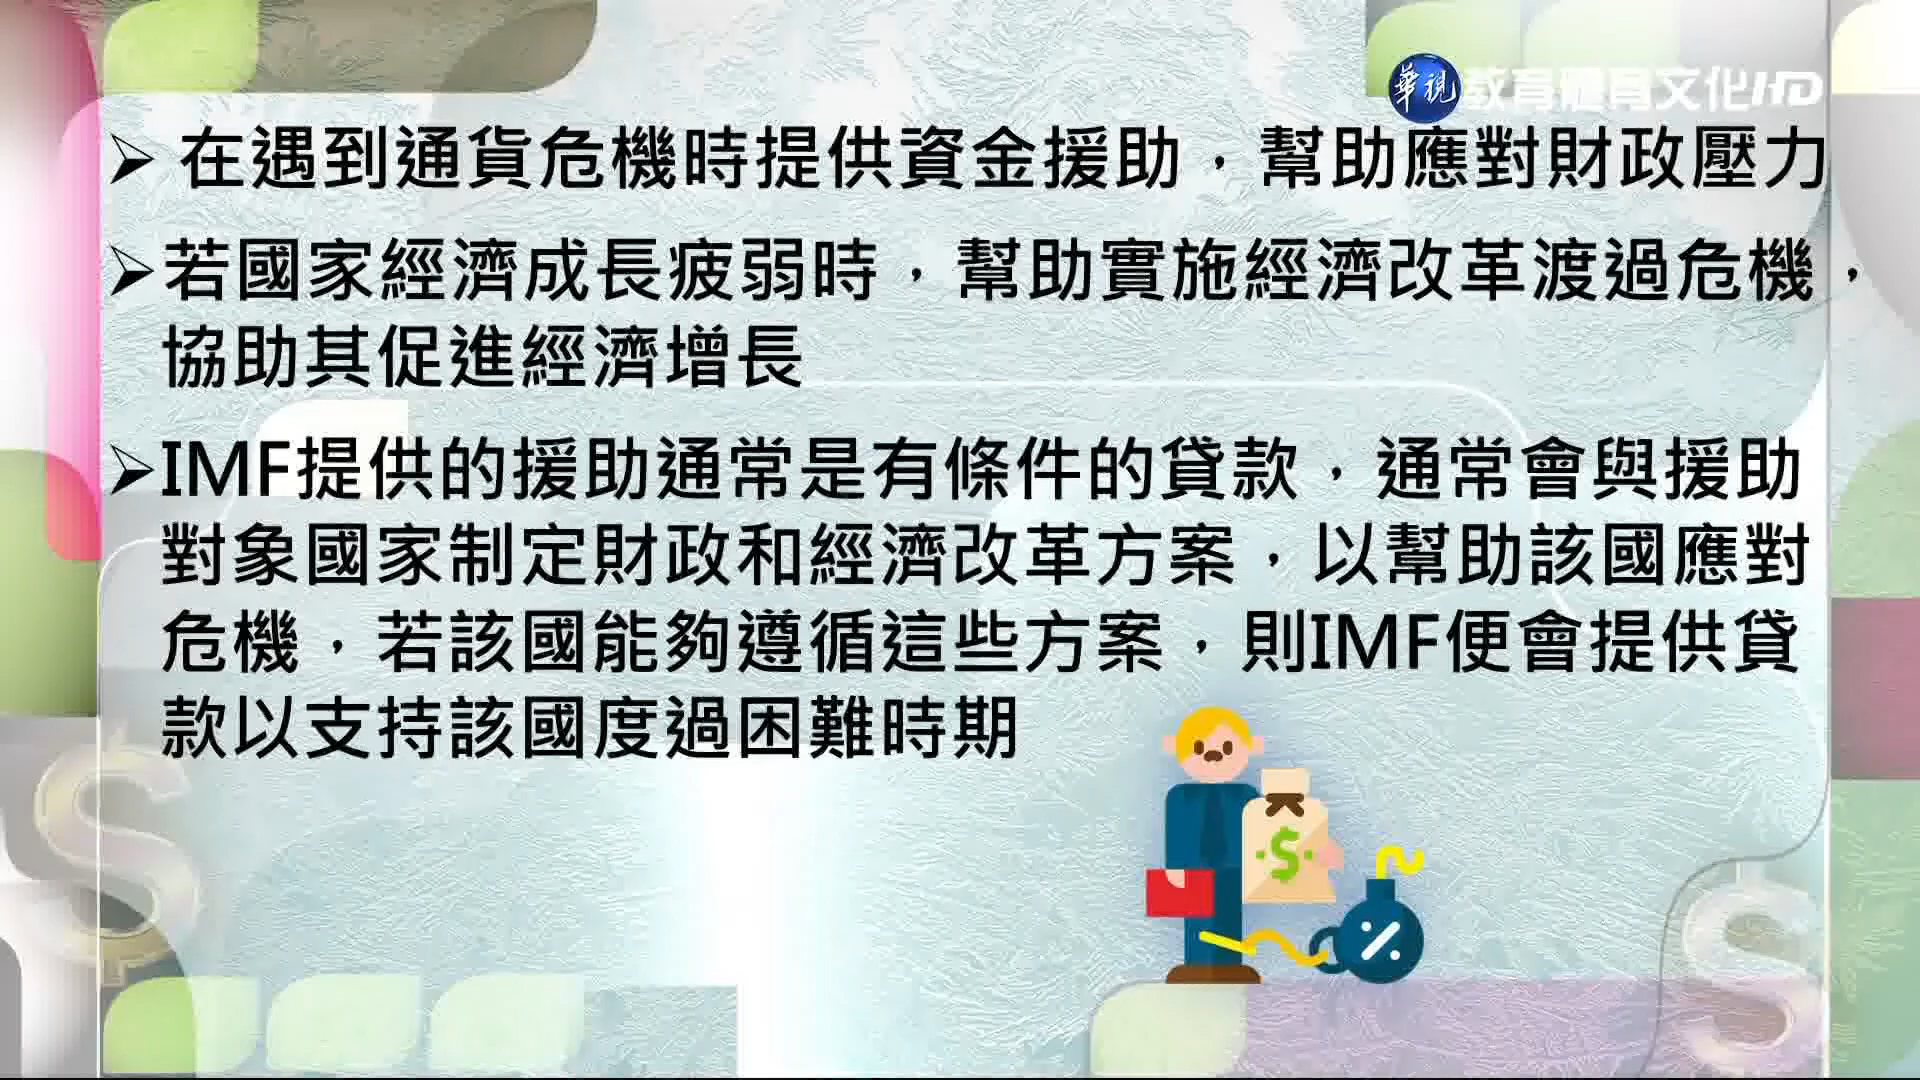 華視 教育體育文化HD
➢ 在遇到通貨危機時提供資金援助，幫助應對財政壓力
➢若國家經濟成長疲弱時，幫助實施經濟改革渡過危機，
協助其促進經濟增長
➢IMF提供的援助通常是有條件的貸款，通常會與援助
對象國家制定財政和經濟改革方案，以幫助該國應對
危機，若該國能夠遵循這些方案，則IMF便會提供貸
款以支持該國度過困難時期
$
%
$
$